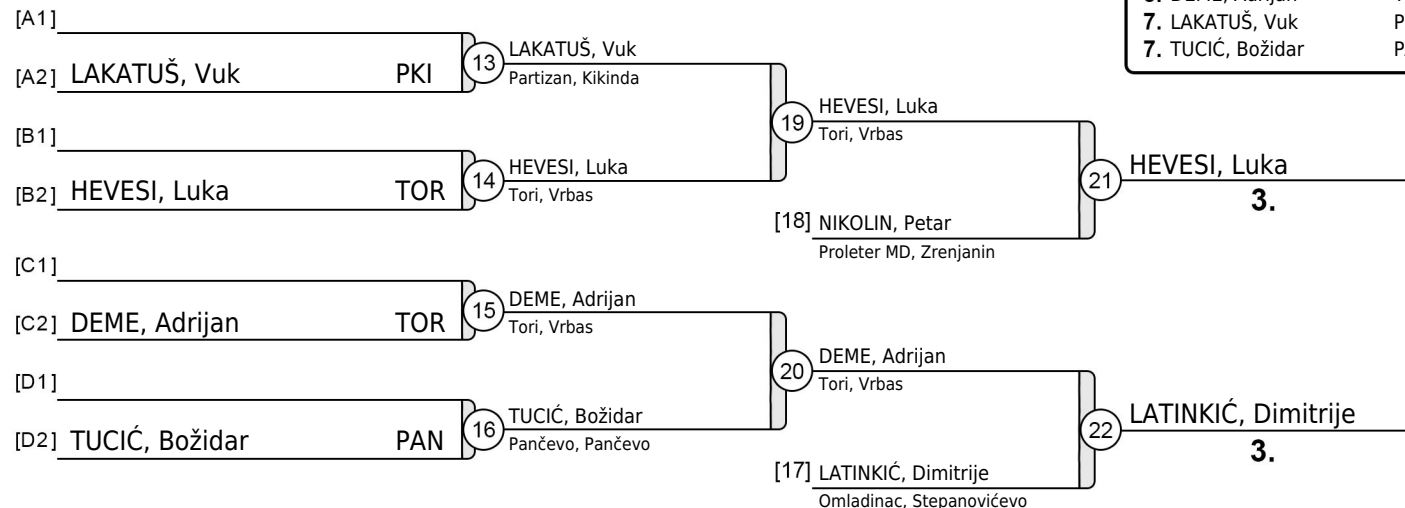 [A1]
[A2] LAKATUŠ, Vuk PKI
13
LAKATUŠ, Vuk
Partizan, Kikinda
[B1]
[B2] HEVESI, Luka TOR
14
HEVESI, Luka
Tori, Vrbas
19
HEVESI, Luka
Tori, Vrbas
[18] NIKOLIN, Petar
Proleter MD, Zrenjanin
21
HEVESI, Luka
3.
[C1]
[C2] DEME, Adrijan TOR
15
DEME, Adrijan
Tori, Vrbas
[D1]
[D2] TUCIĆ, Božidar PAN
16
TUCIĆ, Božidar
Pančevo, Pančevo
20
DEME, Adrijan
Tori, Vrbas
[17] LATINKIĆ, Dimitrije
Omladinac, Stepanovićevo
22
LATINKIĆ, Dimitrije
3.
7. LAKATUŠ, Vuk P
7. TUCIĆ, Božidar